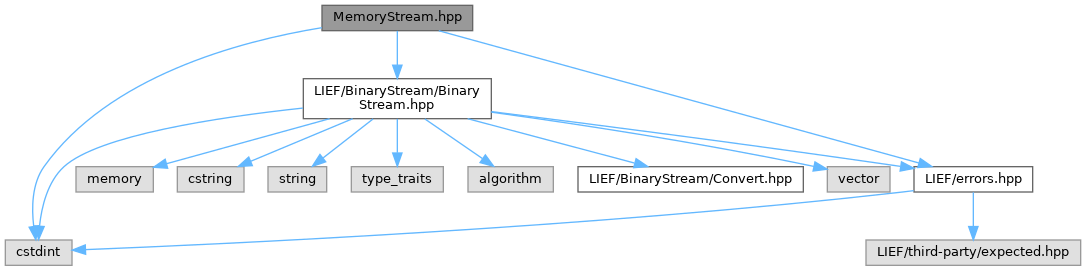 MemoryStream.hpp
LIEF/BinaryStream/Binary
Stream.hpp
memory
cstring
string
type_traits
algorithm
LIEF/BinaryStream/Convert.hpp
vector
LIEF/errors.hpp
cstdint
LIEF/third-party/expected.hpp